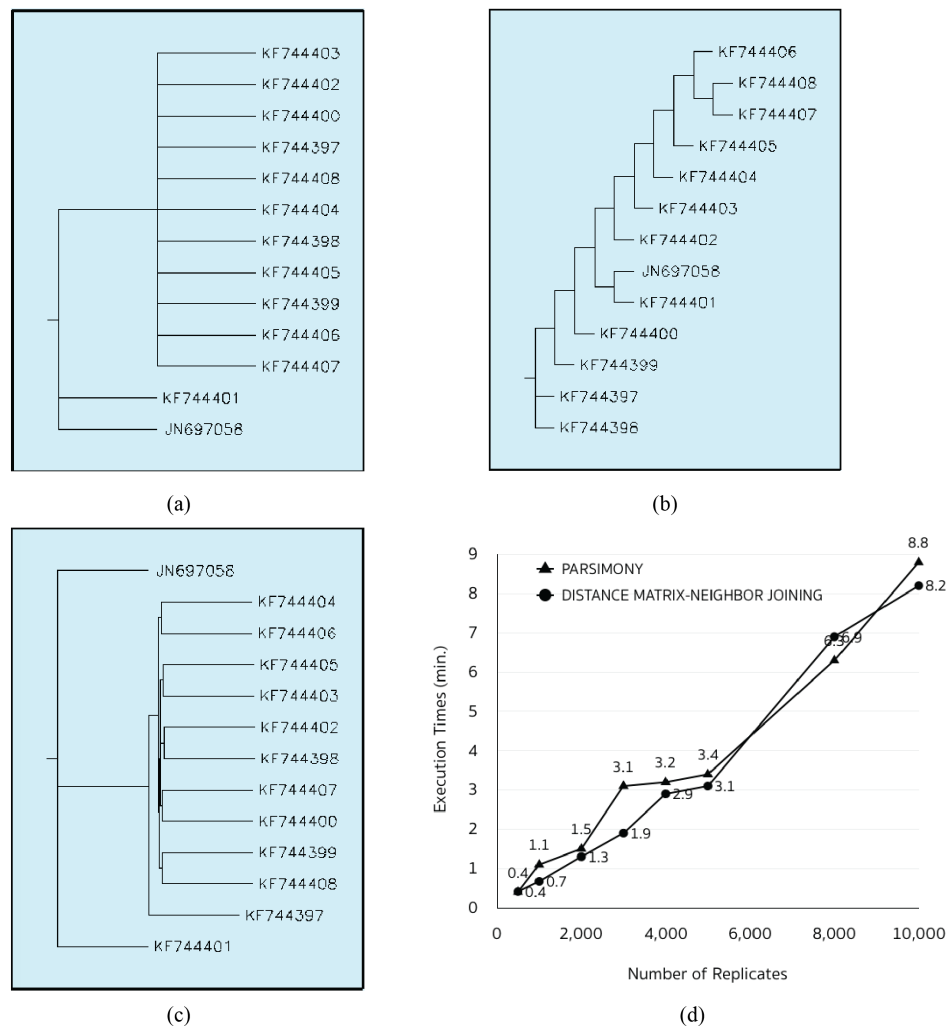 KF744403
KF744402
KF744400
KF744397
KF744408
KF744404
KF744398
KF744405
KF744399
KF744406
KF744407
KF744401
JN697058
(a)
KF744406
KF744408
KF744407
KF744405
KF744404
KF744403
KF744402
JN697058
KF744401
KF744400
KF744399
KF744397
KF744398
(b)
JN697058
KF744404
KF744406
KF744405
KF744403
KF744402
KF744398
KF744407
KF744400
KF744399
KF744408
KF744397
KF744401
(c)
PARSIMONY
DISTANCE MATRIX-NEIGHBOR JOINING
Execution Times (min.)
9
8
7
6
5
4
3
2
1
0
0.4
1.1
1.5
3.1
3.2
3.4
6.3
8.8
0.4
0.7
1.3
1.9
2.9
3.1
6.9
8.2
0
2,000
4,000
6,000
8,000
10,000
Number of Replicates
(d)